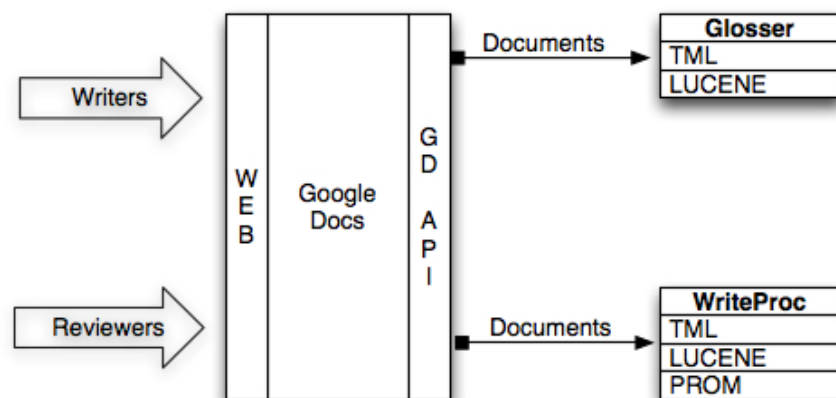 Writers
Reviewers
W
E
B
Google
Docs
G
D
A
P
I
Documents
Glosser
TML
LUCENE
Documents
WriteProc
TML
LUCENE
PROM